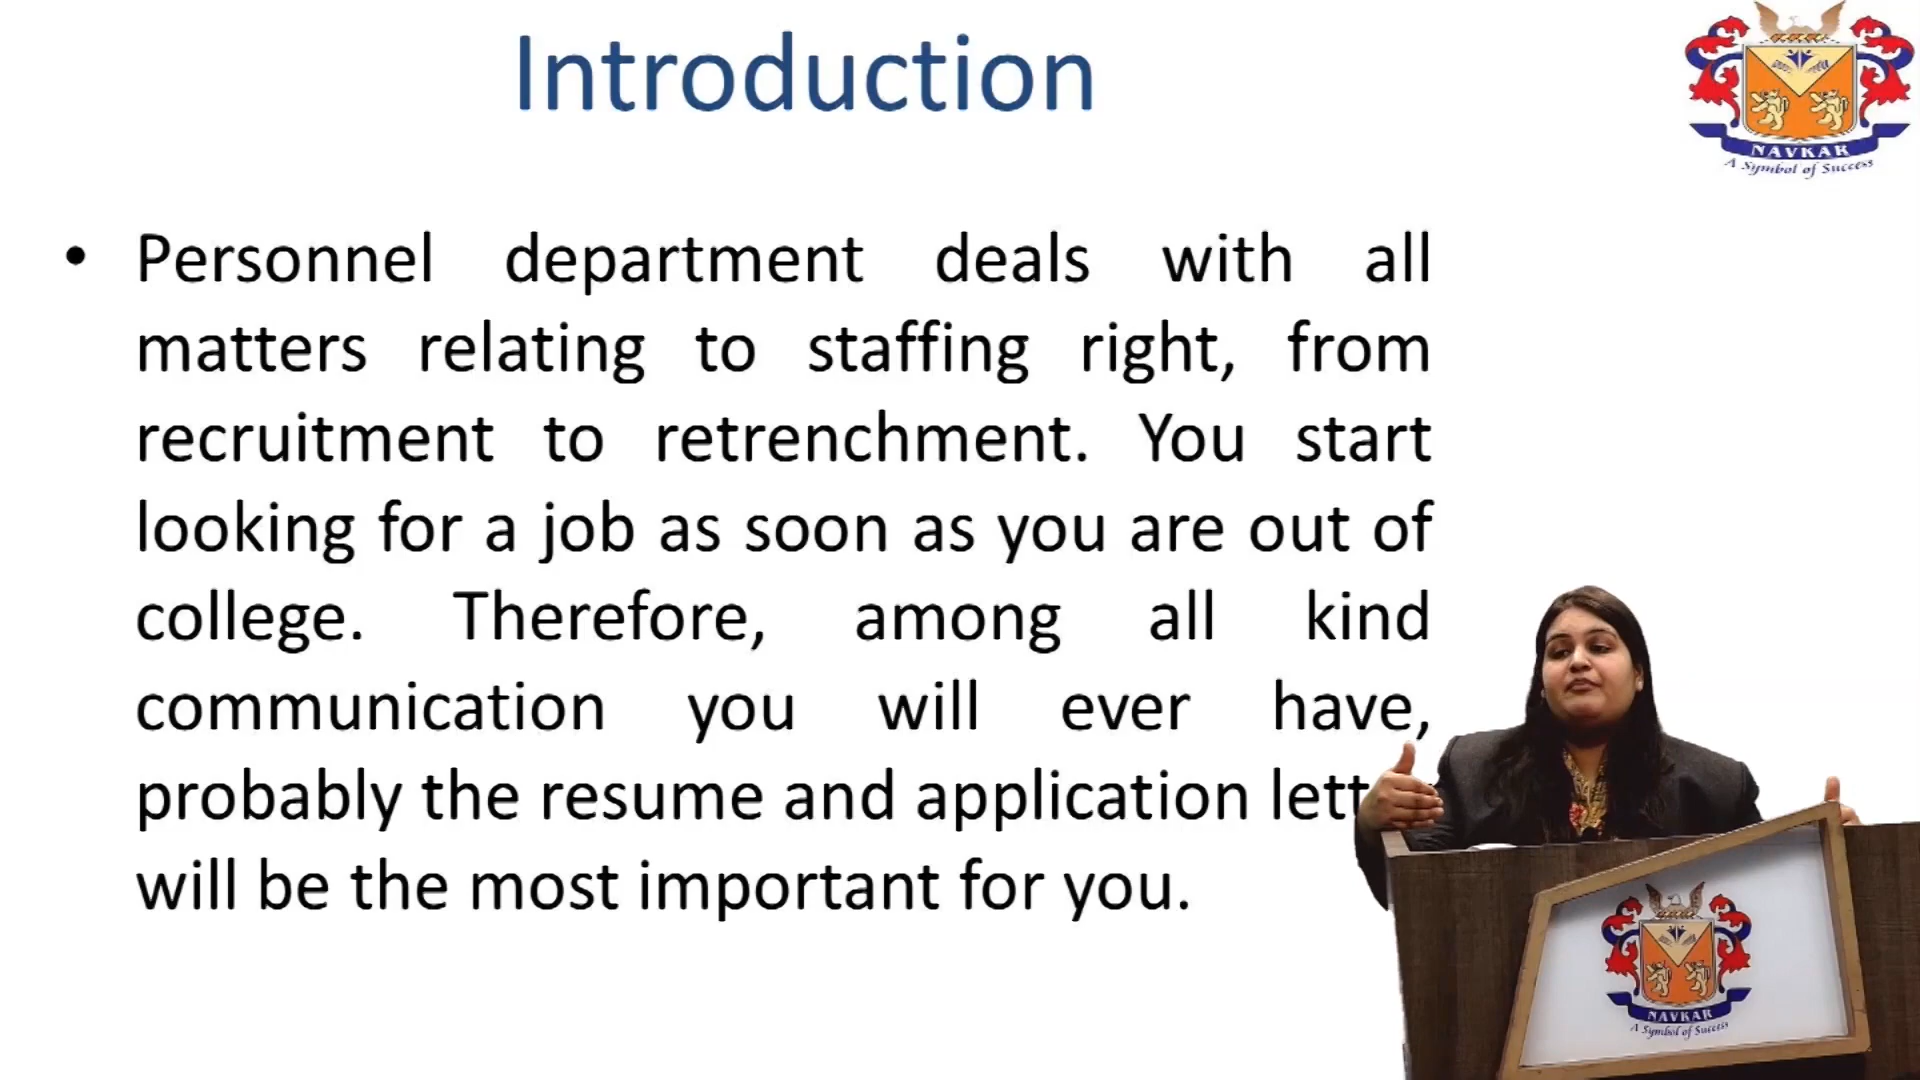 Introduction
NAVKAR
A Symbol of Success
• Personnel department deals with all
matters relating to staffing right, from
recruitment to retrenchment. You start
looking for a job as soon as you are out of
college. Therefore, among all kind
communication you will ever have,
probably the resume and application
will be the most important for you.
NAVKAR
A Symbol of Success